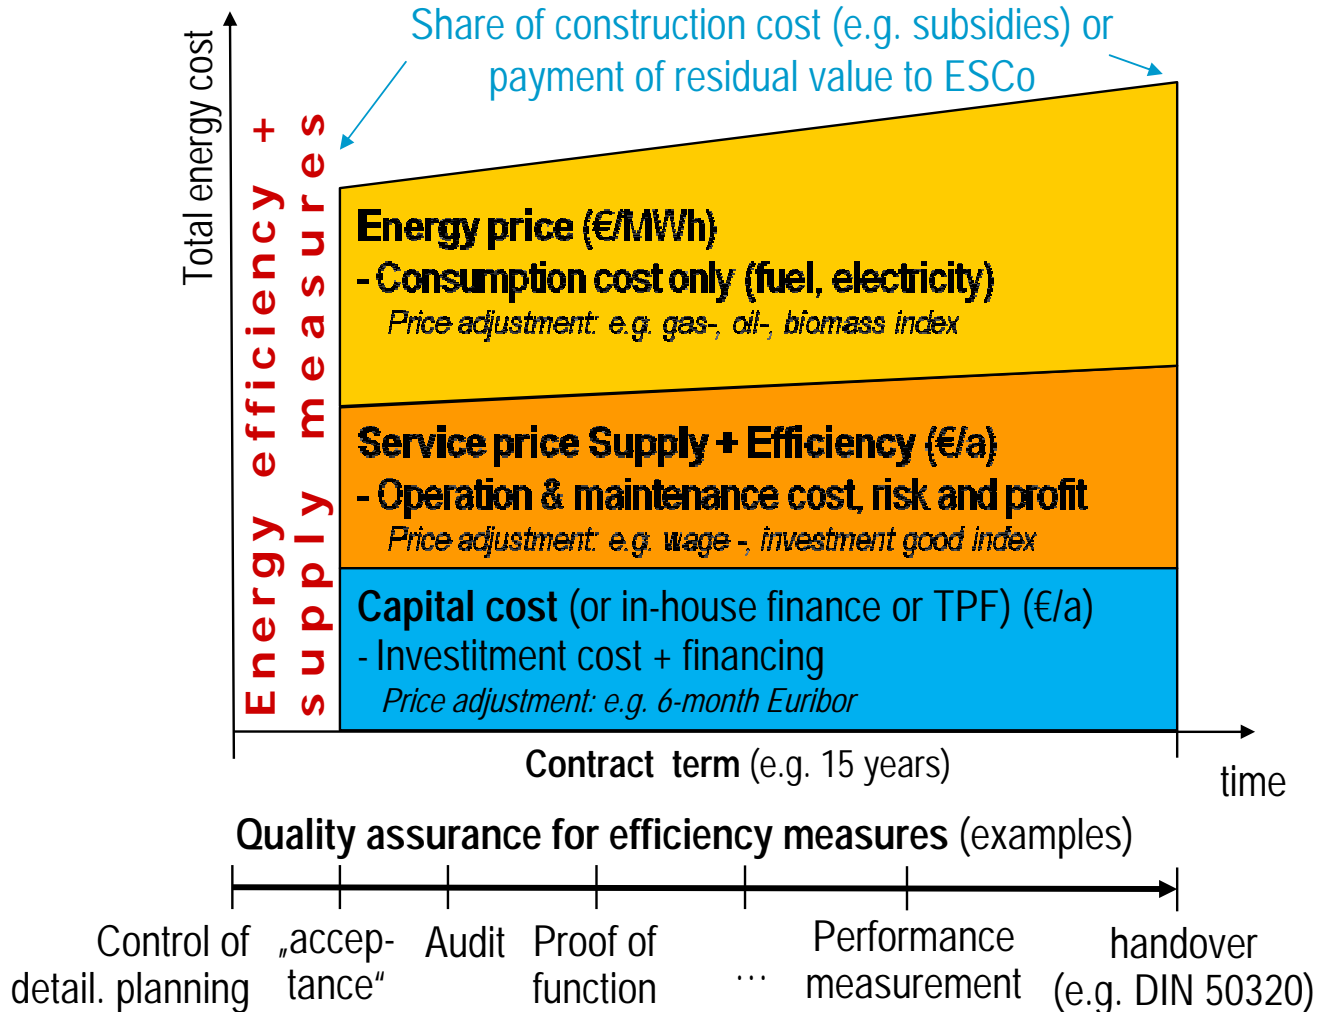 Share of construction cost (e.g. subsidies) or
payment of residual value to ESCo
Total energy cost
Energy efficiency +
supply measures
Energy price (€/MWh)
- Consumption cost only (fuel, electricity)
Price adjustment: e.g. gas-, oil-, biomass index
Service price Supply + Efficiency (€/a)
- Operation & maintenance cost, risk and profit
Price adjustment: e.g. wage -, investment good index
Capital cost (or in-house finance or TPF) (€/a)
- Investitment cost + financing
Price adjustment: e.g. 6-month Euribor
Contract term (e.g. 15 years)
time
Quality assurance for efficiency measures (examples)
Control of
detail. planning
„accep-
tance“
Audit
Proof of
function
...
Performance
measurement
handover
(e.g. DIN 50320)